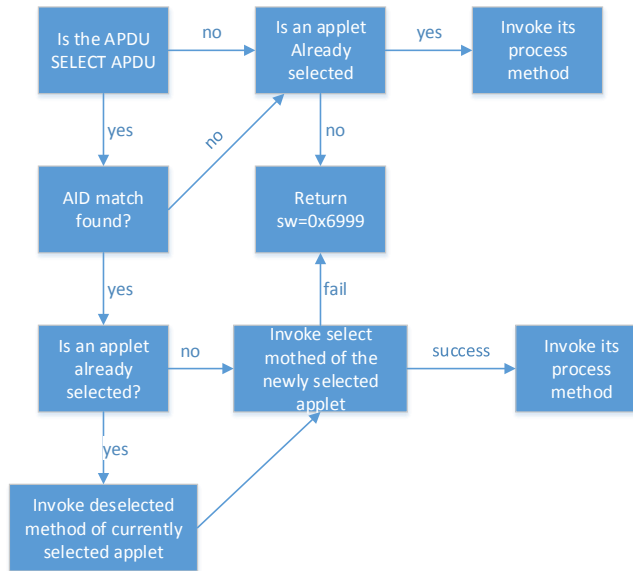 Is the APDU
SELECT APDU
no
Is an applet
Already
selected
yes
Invoke its
process
method
yes
no
no
AID match
found?
Return
sw=0x6999
yes
fail
Is an applet
already
selected?
no
Invoke select
mothed of the
newly selected
applet
success
Invoke its
process
method
yes
Invoke deselected
method of currently
selected applet